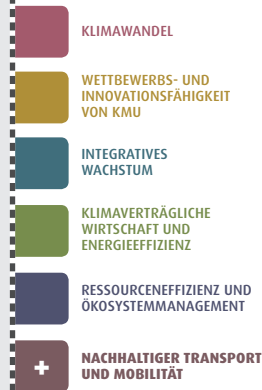 KLIMAWANDEL
WETTBEWERBS- UND
INNOVATIONSFÄHIGKEIT
VON KMU
INTEGRATIVES
WACHSTUM
KLIMAVERTRÄGLICHE
WIRTSCHAFT UND
ENERGIEEFFIZIENZ
RESSOURCENEFFIZIENZ UND
ÖKOSYSTEMMANAGEMENT
+ NACHHALTIGER TRANSPORT
UND MOBILITÄT